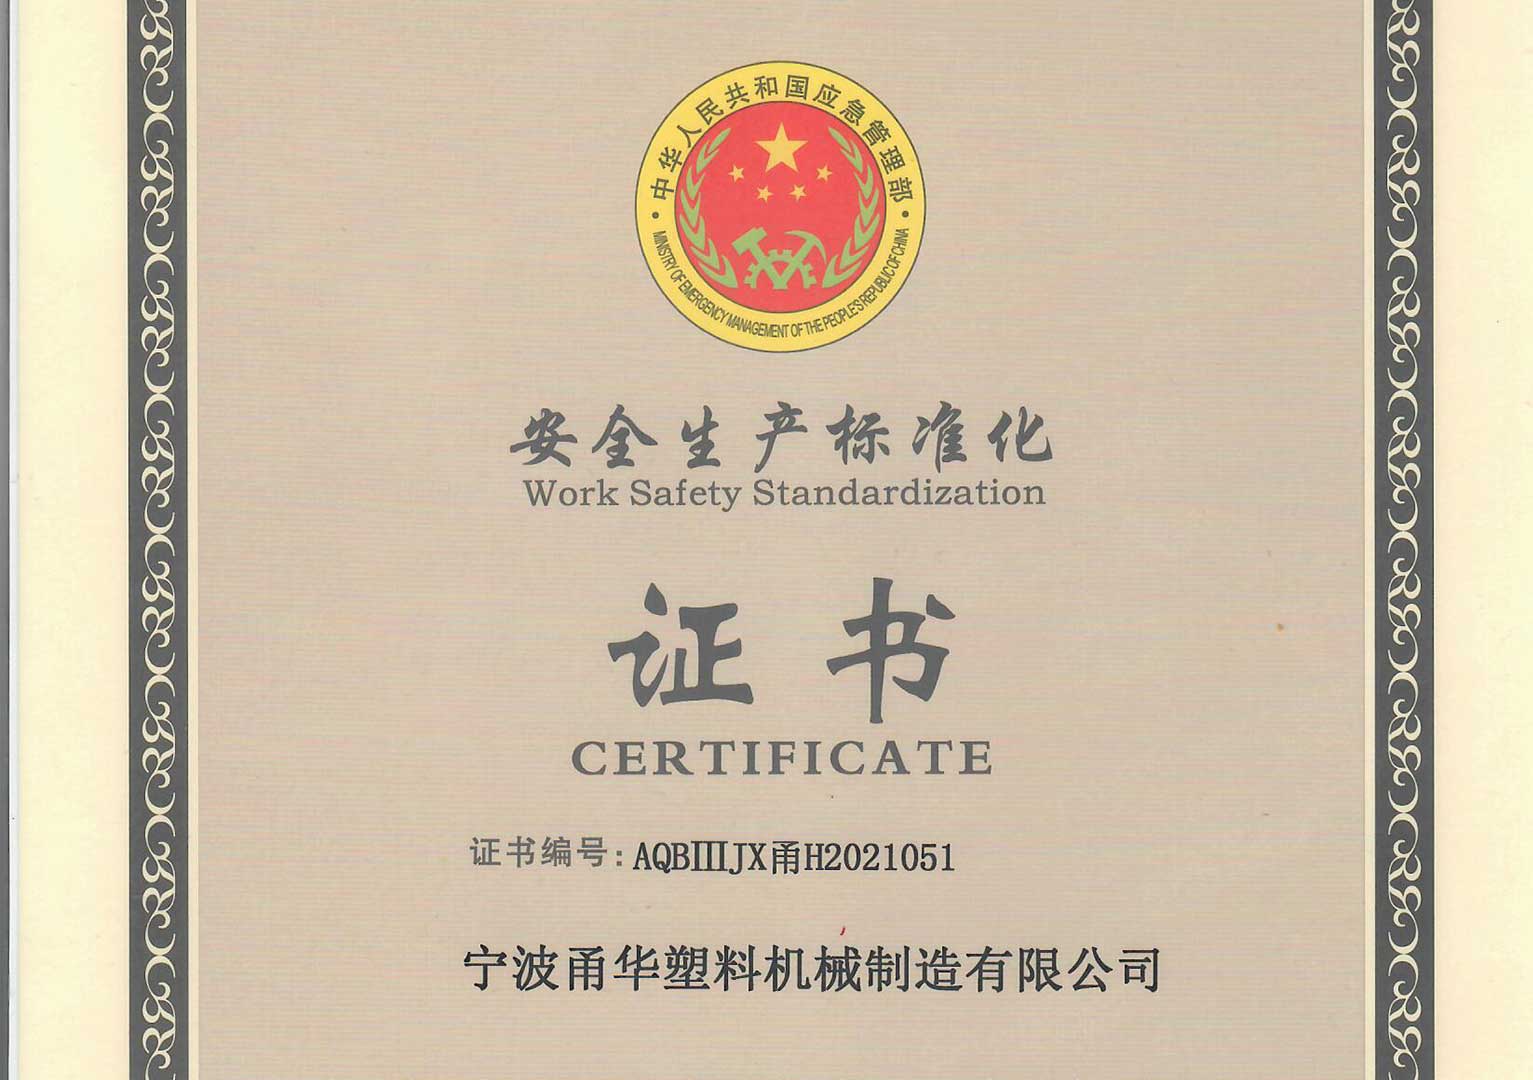 中华人民共和国应急管理部
MINISTRY OF EMERGENCY MANAGEMENT OF THE PEOPLE'S REPUBLIC OF CHINA
安全生产标准化
Work Safety Standardization
证书
CERTIFICATE
证书编号:AQBⅢJX甬H2021051
宁波甬华塑料机械制造有限公司